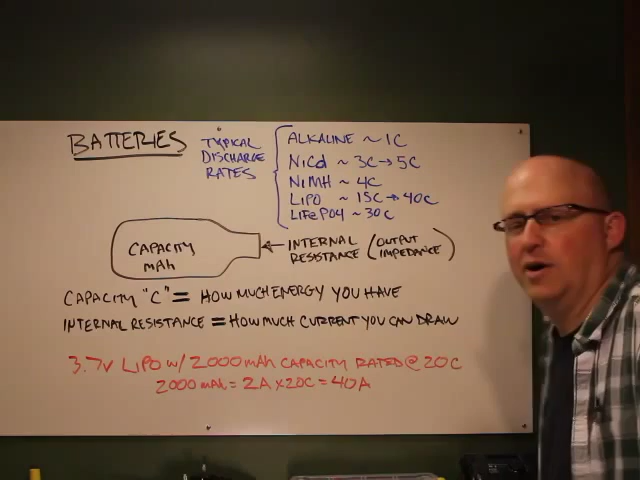 BATTERIES
TYPICAL
DISCHARGE
RATES
ALKALINE ~ 1C
NiCd ~ 3C → 5C
NiMH ~ 4C
LiPO ~ 15C → 40C
LiFePO4 ~ 30C
CAPACITY
mAh
INTERNAL
RESISTANCE
(OUTPUT
IMPEDANCE)
CAPACITY "C" = HOW MUCH ENERGY YOU HAVE
INTERNAL RESISTANCE = HOW MUCH CURRENT YOU CAN DRAW
3.7V LIPO W/ 2000mAh CAPACITY RATED @ 20C
2000mAh = 2A x 20C = 40A